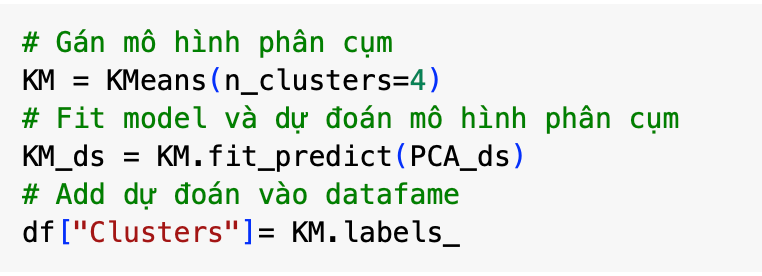 # Gán mô hình phân cụm
KM = KMeans(n_clusters=4)
# Fit model và dự đoán mô hình phân cụm
KM_ds = KM.fit_predict(PCA_ds)
# Add dự đoán vào datafame
df["Clusters"]= KM.labels_